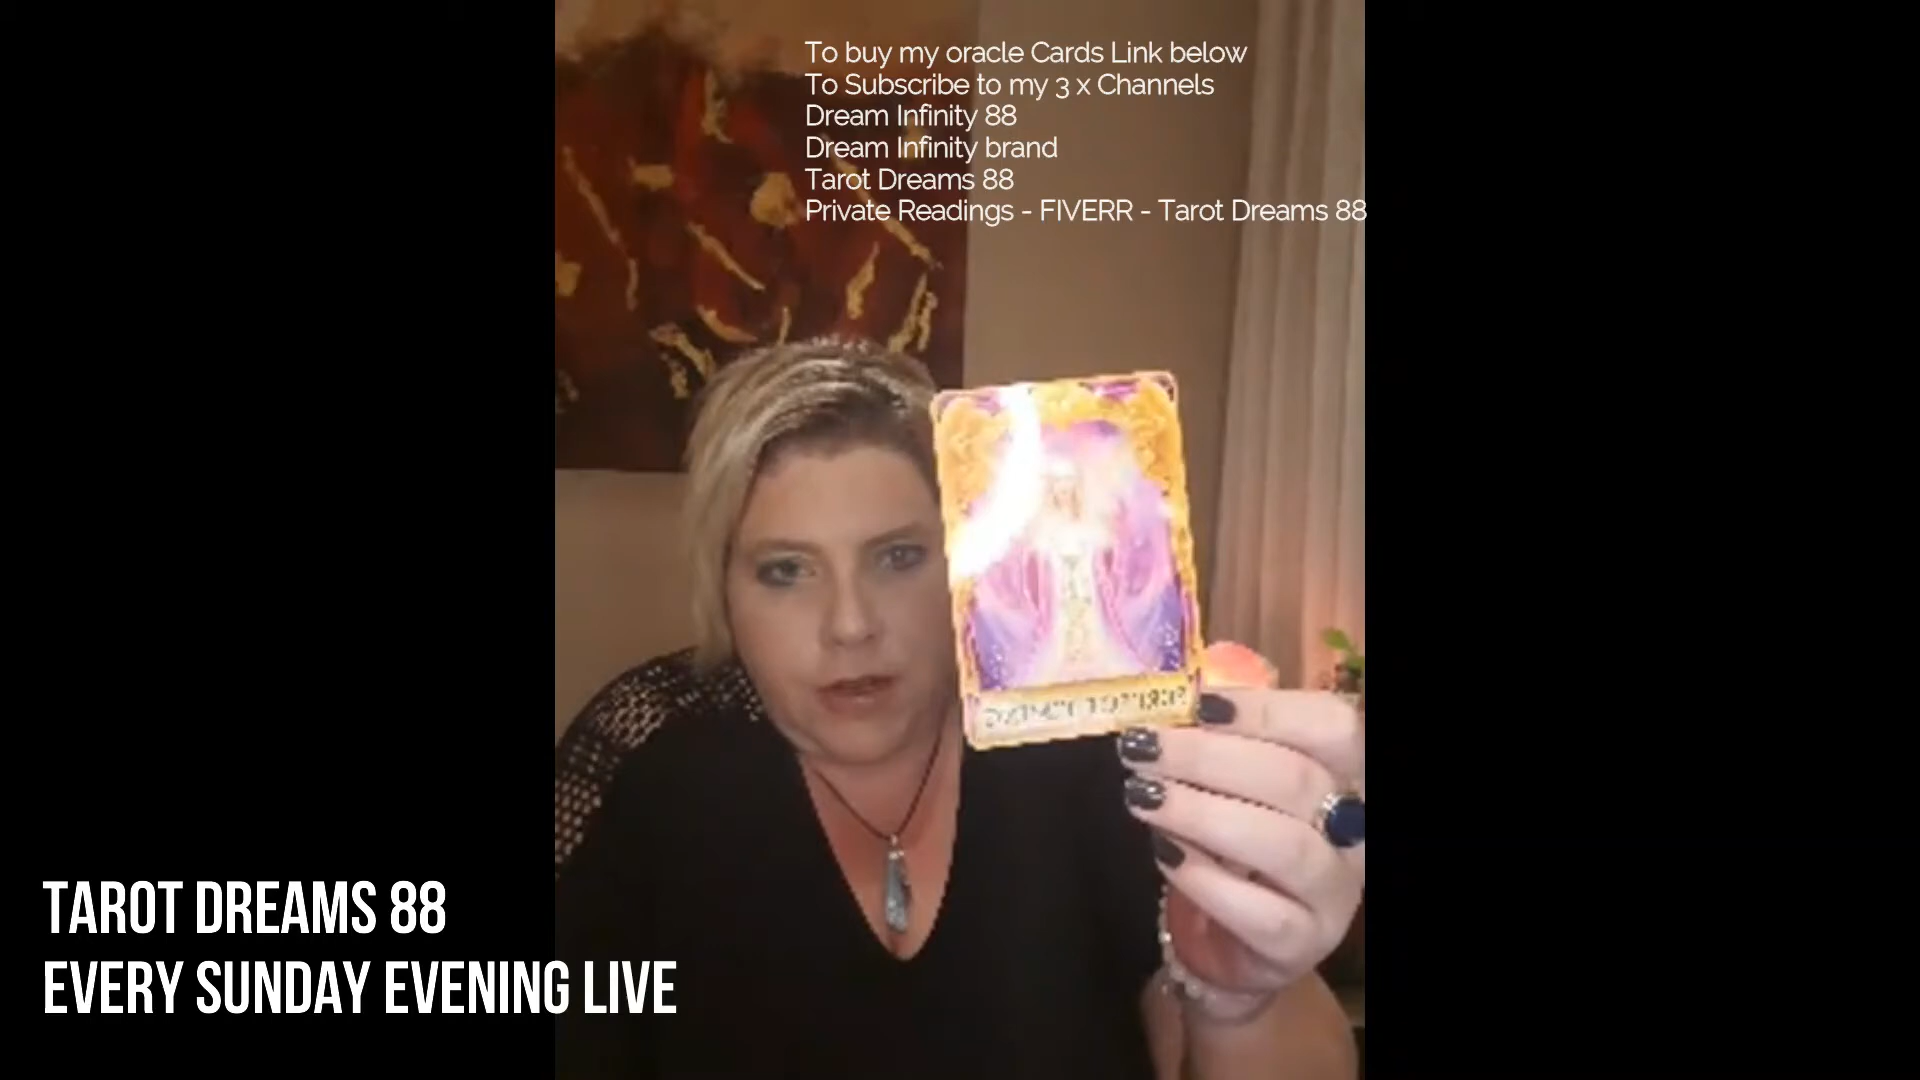 To buy my oracle Cards Link below
To Subscribe to my 3 x Channels
Dream Infinity 88
Dream Infinity brand
Tarot Dreams 88
Private Readings - FIVERR - Tarot Dreams 88
TAROT DREAMS 88
EVERY SUNDAY EVENING LIVE